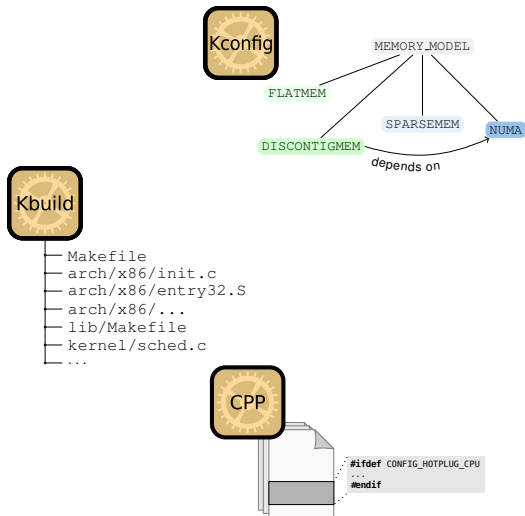 Kconfig
MEMORY_MODEL
FLATMEM
SPARSEMEM
NUMA
DISCONTIGMEM
depends on
Kbuild
Makefile
arch/x86/init.c
arch/x86/entry32.S
arch/x86/...
lib/Makefile
kernel/sched.c
...
CPP
#ifdef CONFIG_HOTPLUG_CPU
...
#endif